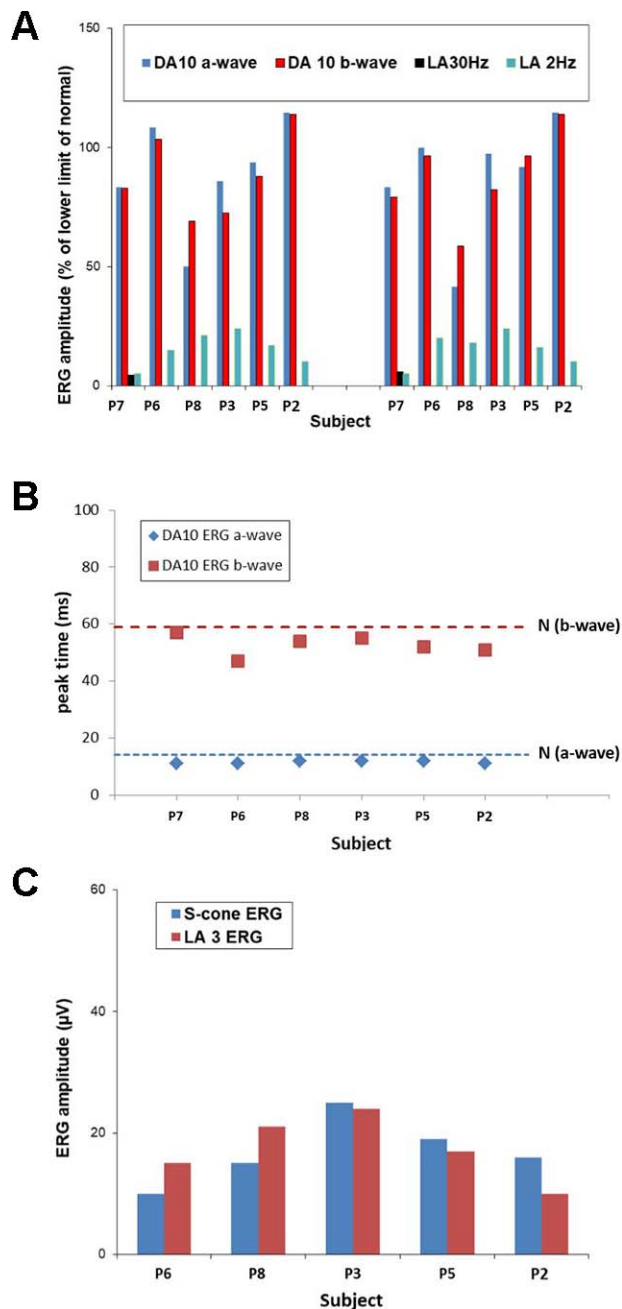 A
150
DA10 a-wave DA 10 b-wave LA30Hz LA 2Hz
100
50
0
ERG amplitude (% of lower limit of normal)
P7 P6 P8 P3 P5 P2 P7 P6 P8 P3 P5 P2
Subject
B
100
DA10 ERG a-wave
DA10 ERG b-wave
80
60
N (b-wave)
40
20
N (a-wave)
0
peak time (ms)
P7 P6 P8 P3 P5 P2
Subject
C
60
S-cone ERG
LA 3 ERG
40
20
0
ERG amplitude (µV)
P6 P8 P3 P5 P2
Subject